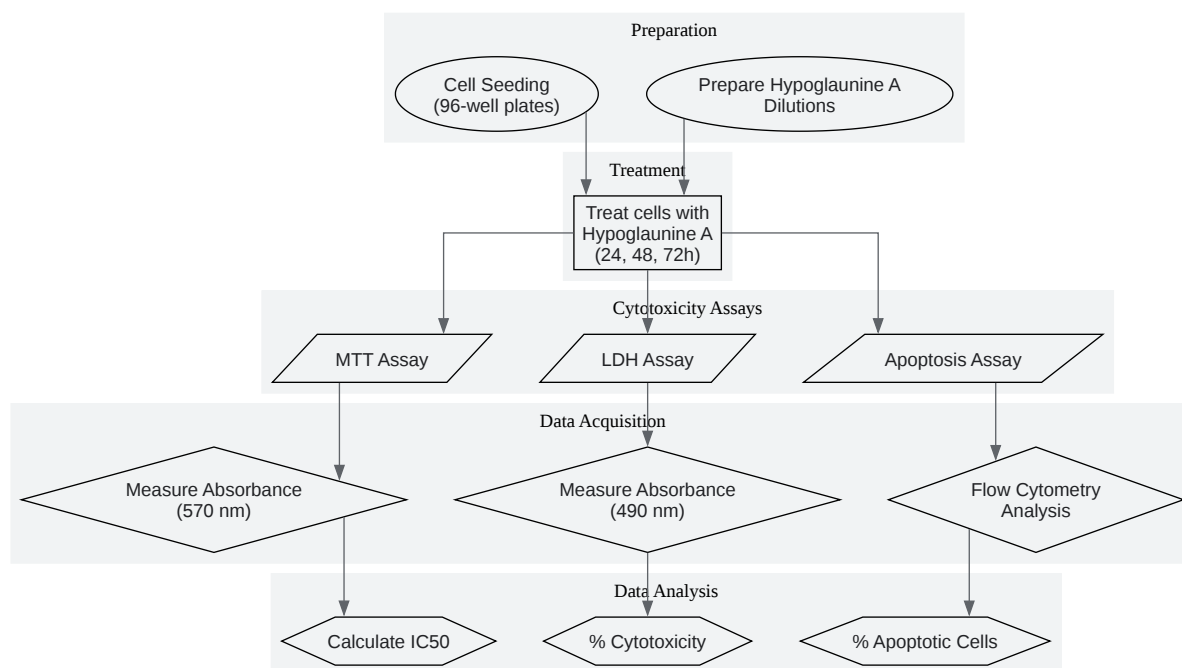 Preparation
Cell Seeding
(96-well plates)
Prepare Hypoglaunine A
Dilutions
Treatment
Treat cells with
Hypoglaunine A
(24, 48, 72h)
Cytotoxicity Assays
MTT Assay
LDH Assay
Apoptosis Assay
Data Acquisition
Measure Absorbance
(570 nm)
Measure Absorbance
(490 nm)
Flow Cytometry
Analysis
Data Analysis
Calculate IC50
% Cytotoxicity
% Apoptotic Cells